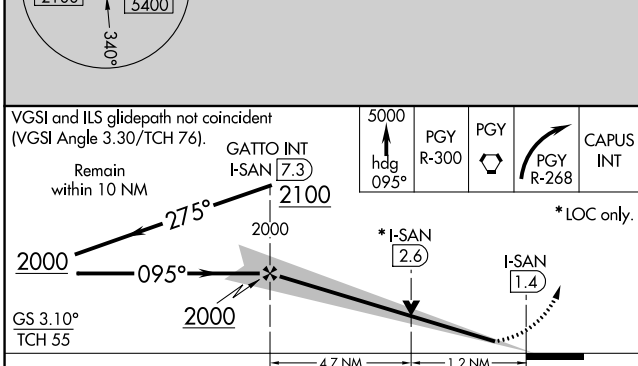 5400
340°
VGSI and ILS glidepath not coincident
(VGSI Angle 3.30/TCH 76).
GATTO INT
I-SAN 7.3
Remain
within 10 NM
2100
275°
2000
2000
095°
2000
GS 3.10°
TCH 55
5000
hdg
095°
PGY
R-300
PGY
PGY
R-268
CAPUS
INT
* LOC only.
* I-SAN
2.6
I-SAN
1.4
4.7 NM
1.2 NM